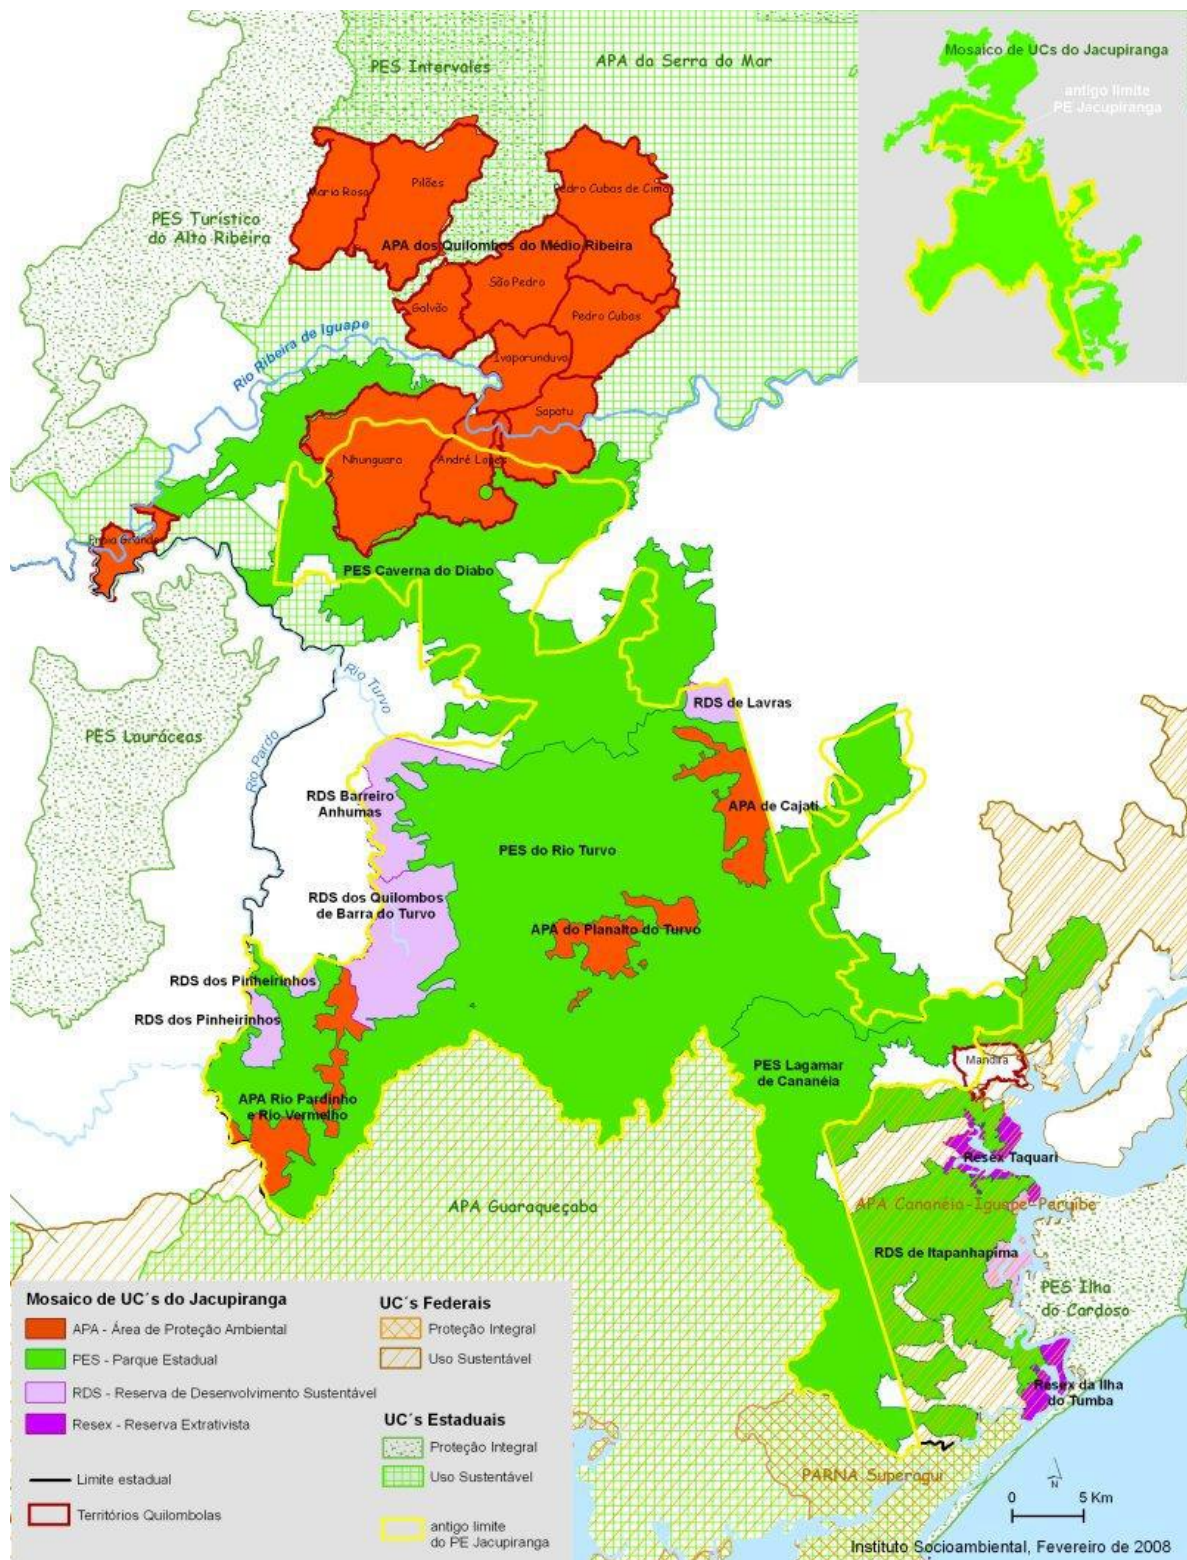 PES Intervales
APA da Serra do Mar
Mosaico de UCs do Jacupiranga
antigo limite
PE Jacupiranga
Maria Rosa
Pilões
Pedro Cubas de Cima
PES Turístico
do Alto Ribeira
APA dos Quilombos do Médio Ribeira
São Pedro
Galvão
Pedro Cubas
Rio Ribeira de Iguape
Ivaporunduva
Sapatu
Nhunguara
André Lopes
Praia Grande
PES Caverna do Diabo
Rio Turvo
RDS de Lavras
PES Lauráceas
Rio Pardo
RDS Barreiro
Anhumas
APA de Cajati
PES do Rio Turvo
RDS dos Quilombos
de Barra do Turvo
APA do Planalto do Turvo
RDS dos Pinheirinhos
RDS dos Pinheirinhos
PES Lagamar
de Cananéia
Mandira
APA Rio Pardinho
e Rio Vermelho
Resex Taquari
APA Guaraqueçaba
APA Cananéia-Iguape-Peruíbe
RDS de Itapanhapima
PES Ilha
do Cardoso
Resex da Ilha
do Tumba
PARNA Superagui
Mosaico de UC´s do Jacupiranga
APA - Área de Proteção Ambiental
PES - Parque Estadual
RDS - Reserva de Desenvolvimento Sustentável
Resex - Reserva Extrativista
Limite estadual
Territórios Quilombolas
UC´s Federais
Proteção Integral
Uso Sustentável
UC´s Estaduais
Proteção Integral
Uso Sustentável
antigo limite
do PE Jacupiranga
N
0 5 Km
Instituto Socioambiental, Fevereiro de 2008